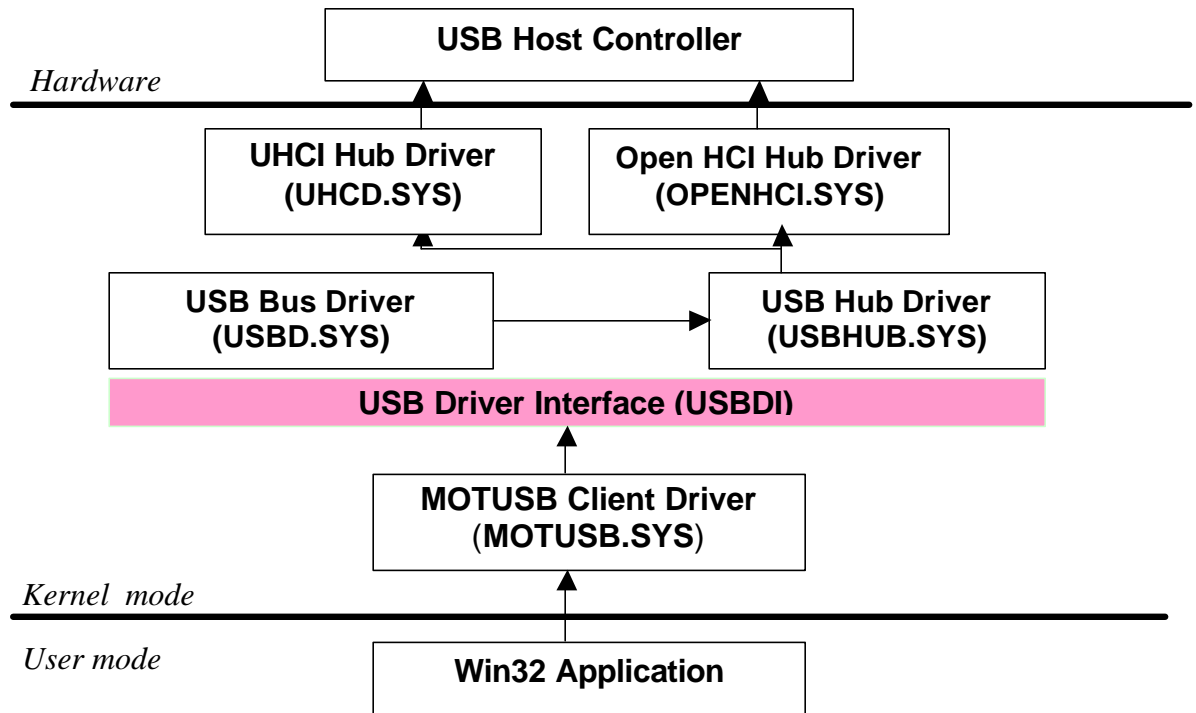 USB Host Controller
Hardware
UHCI Hub Driver
(UHCD.SYS)
Open HCI Hub Driver
(OPENHCI.SYS)
USB Bus Driver
(USBD.SYS)
USB Hub Driver
(USBHUB.SYS)
USB Driver Interface (USBDI)
MOTUSB Client Driver
(MOTUSB.SYS)
Kernel mode
User mode
Win32 Application